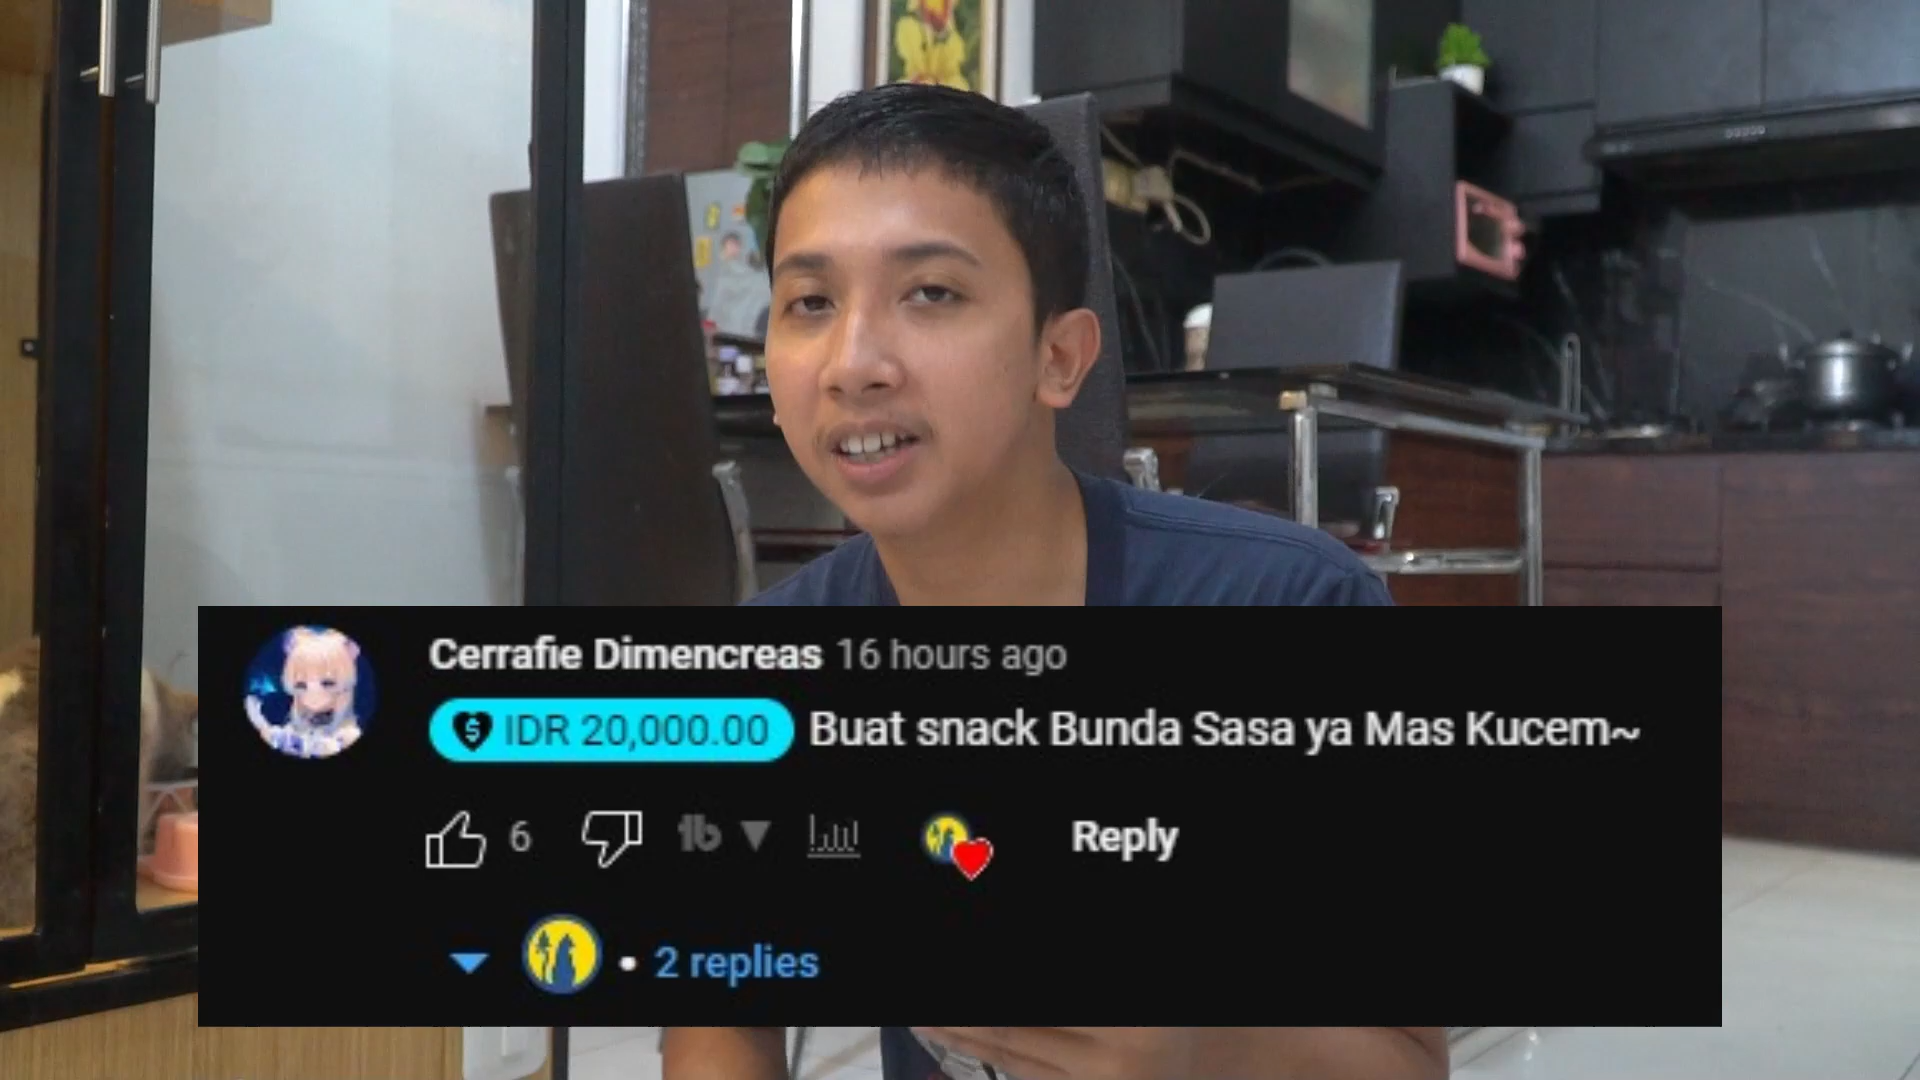 Cerrafie Dimencreas 16 hours ago
IDR 20,000.00 Buat snack Bunda Sasa ya Mas Kucem~
6 Reply
• 2 replies